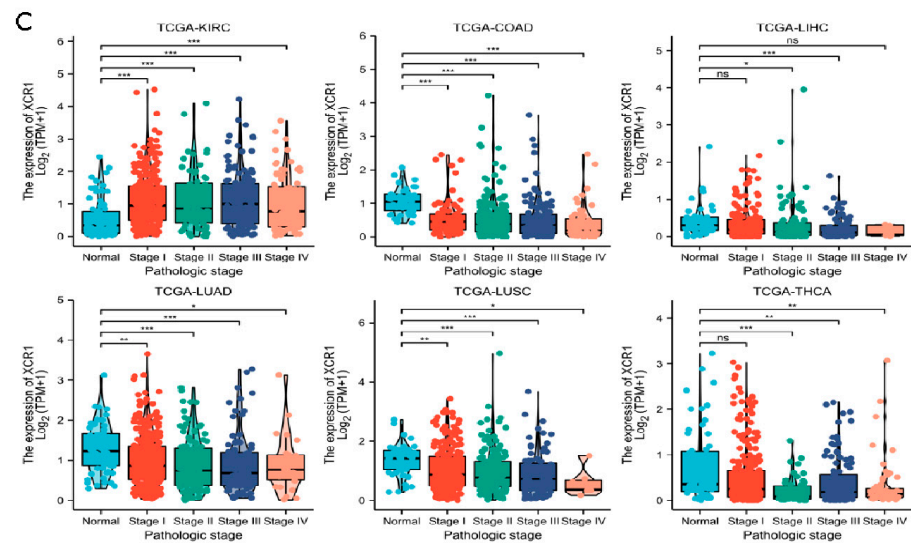 C
TCGA-KIRC
The expression of XCR1
Log2 (TPM+1)
6
5
4
3
2
1
0
***
***
***
***
Normal Stage I Stage II Stage III Stage IV
Pathologic stage
TCGA-COAD
The expression of XCR1
Log2 (TPM+1)
6
5
4
3
2
1
0
***
***
***
***
Normal Stage I Stage II Stage III Stage IV
Pathologic stage
TCGA-LIHC
The expression of XCR1
Log2 (TPM+1)
5
4
3
2
1
0
ns
***
*
ns
Normal Stage I Stage II Stage III Stage IV
Pathologic stage
TCGA-LUAD
The expression of XCR1
Log2 (TPM+1)
5
4
3
2
1
0
*
***
***
**
Normal Stage I Stage II Stage III Stage IV
Pathologic stage
TCGA-LUSC
The expression of XCR1
Log2 (TPM+1)
6
4
2
0
*
***
***
**
Normal Stage I Stage II Stage III Stage IV
Pathologic stage
TCGA-THCA
The expression of XCR1
Log2 (TPM+1)
4
3
2
1
0
**
**
***
ns
Normal Stage I Stage II Stage III Stage IV
Pathologic stage